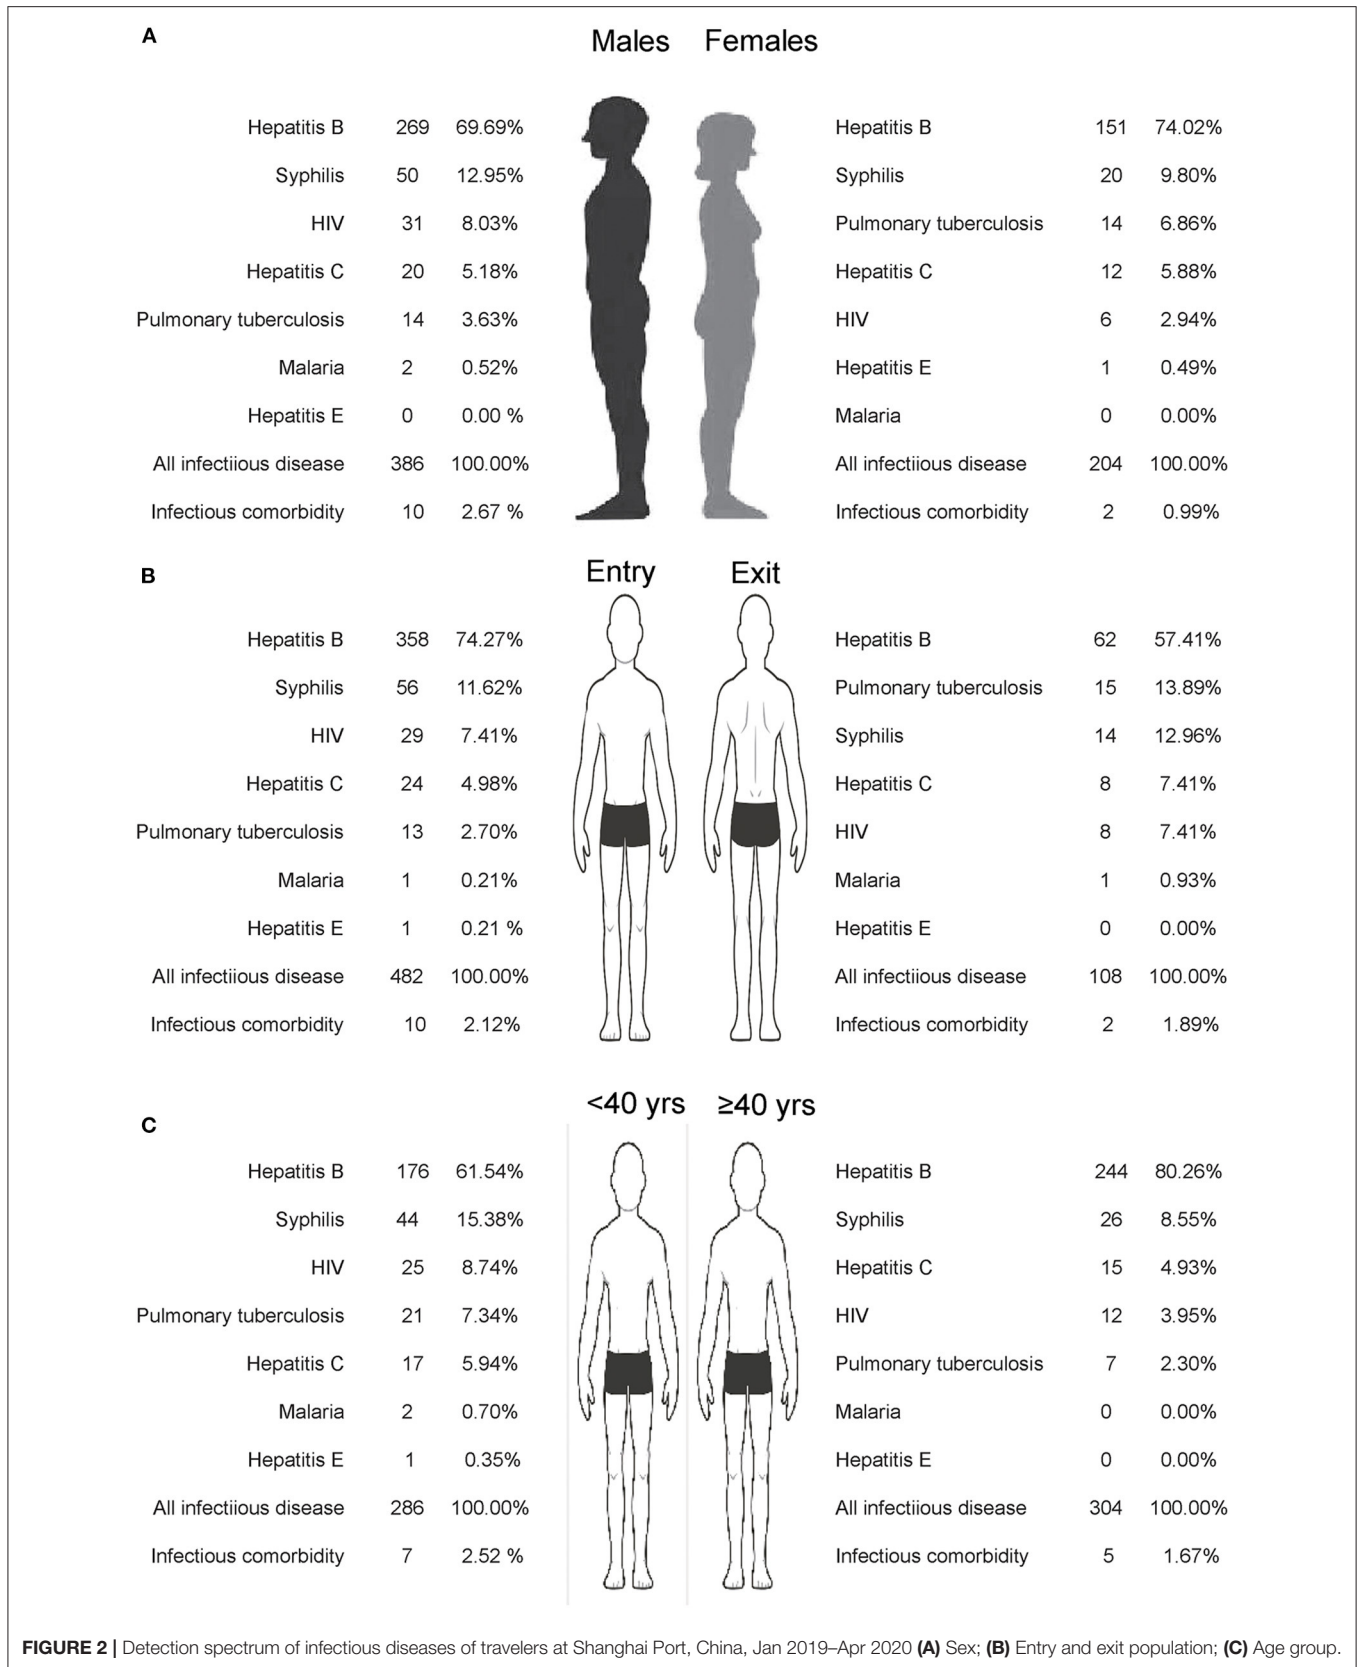 A
Males Females
Hepatitis B 269 69.69% Hepatitis B 151 74.02%
Syphilis 50 12.95% Syphilis 20 9.80%
HIV 31 8.03% Pulmonary tuberculosis 14 6.86%
Hepatitis C 20 5.18% Hepatitis C 12 5.88%
Pulmonary tuberculosis 14 3.63% HIV 6 2.94%
Malaria 2 0.52% Hepatitis E 1 0.49%
Hepatitis E 0 0.00 % Malaria 0 0.00%
All infectiious disease 386 100.00% All infectiious disease 204 100.00%
Infectious comorbidity 10 2.67 % Infectious comorbidity 2 0.99%
B
Entry Exit
Hepatitis B 358 74.27% Hepatitis B 62 57.41%
Syphilis 56 11.62% Pulmonary tuberculosis 15 13.89%
HIV 29 7.41% Syphilis 14 12.96%
Hepatitis C 24 4.98% Hepatitis C 8 7.41%
Pulmonary tuberculosis 13 2.70% HIV 8 7.41%
Malaria 1 0.21% Malaria 1 0.93%
Hepatitis E 1 0.21 % Hepatitis E 0 0.00%
All infectiious disease 482 100.00% All infectiious disease 108 100.00%
Infectious comorbidity 10 2.12% Infectious comorbidity 2 1.89%
C
<40 yrs ≥40 yrs
Hepatitis B 176 61.54% Hepatitis B 244 80.26%
Syphilis 44 15.38% Syphilis 26 8.55%
HIV 25 8.74% Hepatitis C 15 4.93%
Pulmonary tuberculosis 21 7.34% HIV 12 3.95%
Hepatitis C 17 5.94% Pulmonary tuberculosis 7 2.30%
Malaria 2 0.70% Malaria 0 0.00%
Hepatitis E 1 0.35% Hepatitis E 0 0.00%
All infectiious disease 286 100.00% All infectiious disease 304 100.00%
Infectious comorbidity 7 2.52 % Infectious comorbidity 5 1.67%
FIGURE 2 | Detection spectrum of infectious diseases of travelers at Shanghai Port, China, Jan 2019–Apr 2020 (A) Sex; (B) Entry and exit population; (C) Age group.